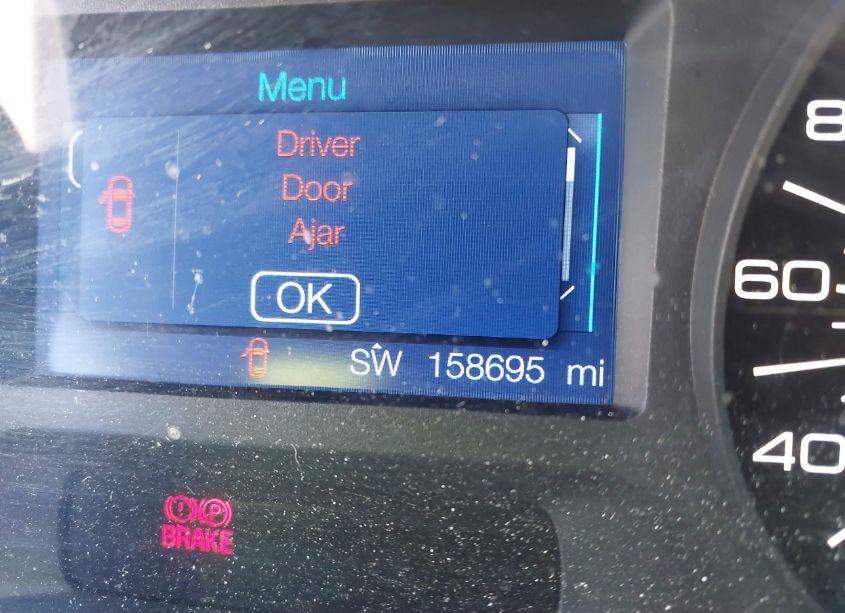 Menu
Driver
Door
Ajar
OK
SW 158695 mi
! P
BRAKE
60
40